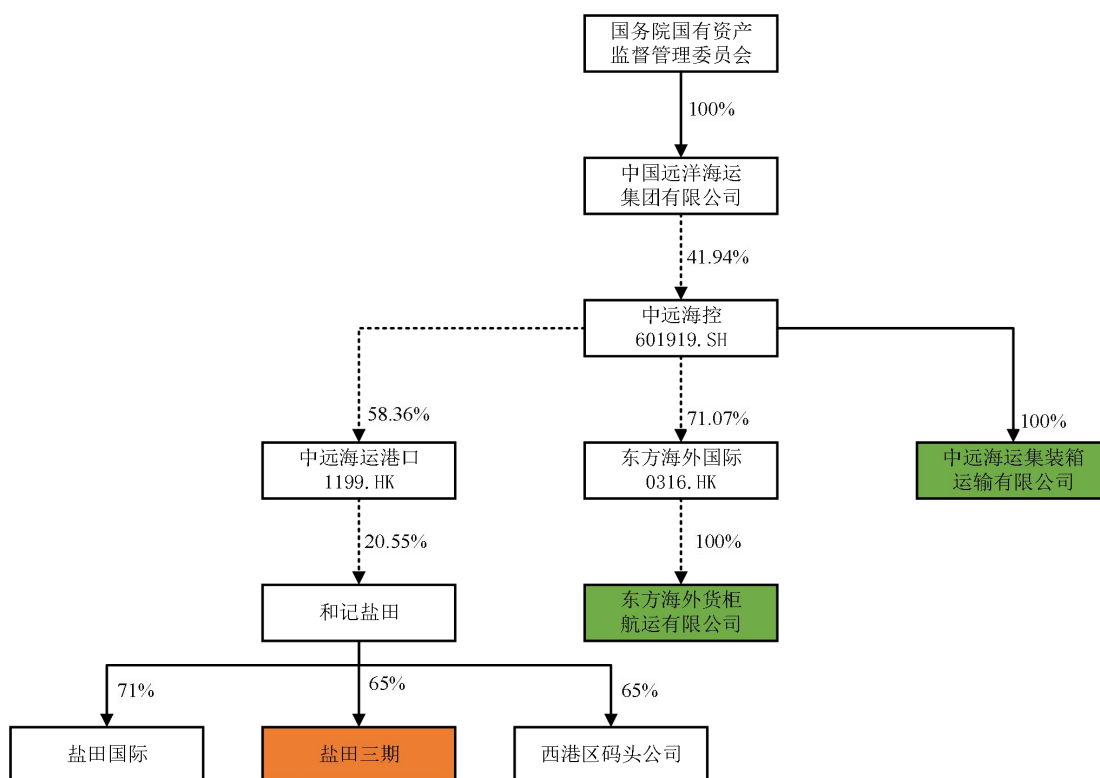 国务院国有资产
监督管理委员会
100%
中国远洋海运
集团有限公司
41.94%
中远海控
601919.SH
58.36%
71.07%
100%
中远海运港口
1199.HK
东方海外国际
0316.HK
中远海运集装箱
运输有限公司
20.55%
100%
和记盐田
东方海外货柜
航运有限公司
71%
65%
65%
盐田国际
盐田三期
西港区码头公司